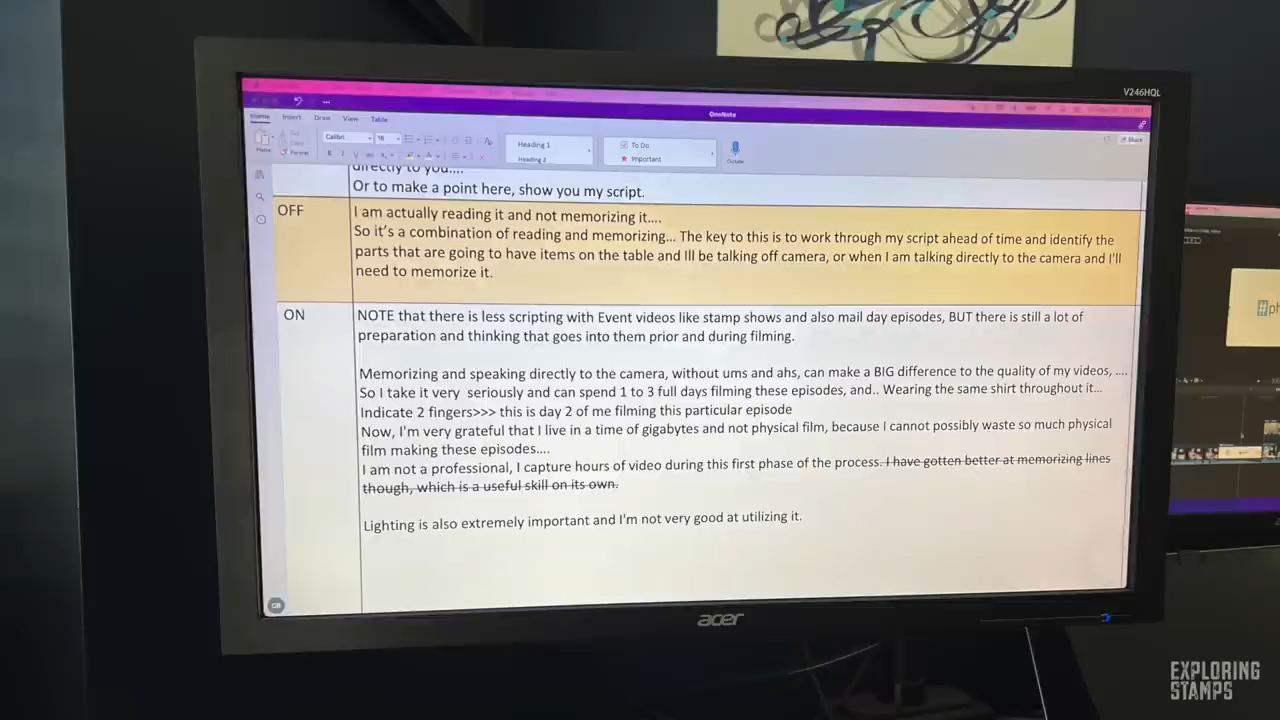 V246HQL
OneNote
Home Insert Draw View Table
Share
Calibri 16
Paste
Cut
Copy
Format
Heading 1
Heading 2
To Do
Important
Dictate
directly to you....
Or to make a point here, show you my script.
OFF
I am actually reading it and not memorizing it....
So it's a combination of reading and memorizing... The key to this is to work through my script ahead of time and identify the
parts that are going to have items on the table and Ill be talking off camera, or when I am talking directly to the camera and I'll
need to memorize it.
ON
NOTE that there is less scripting with Event videos like stamp shows and also mail day episodes, BUT there is still a lot of
preparation and thinking that goes into them prior and during filming.
Memorizing and speaking directly to the camera, without ums and ahs, can make a BIG difference to the quality of my videos, ....
So I take it very seriously and can spend 1 to 3 full days filming these episodes, and.. Wearing the same shirt throughout it...
Indicate 2 fingers>>> this is day 2 of me filming this particular episode
Now, I'm very grateful that I live in a time of gigabytes and not physical film, because I cannot possibly waste so much physical
film making these episodes....
I am not a professional, I capture hours of video during this first phase of the process. I have gotten better at memorizing lines
though, which is a useful skill on its own.
Lighting is also extremely important and I'm not very good at utilizing it.
GB
acer
#ph
EXPLORING
STAMPS